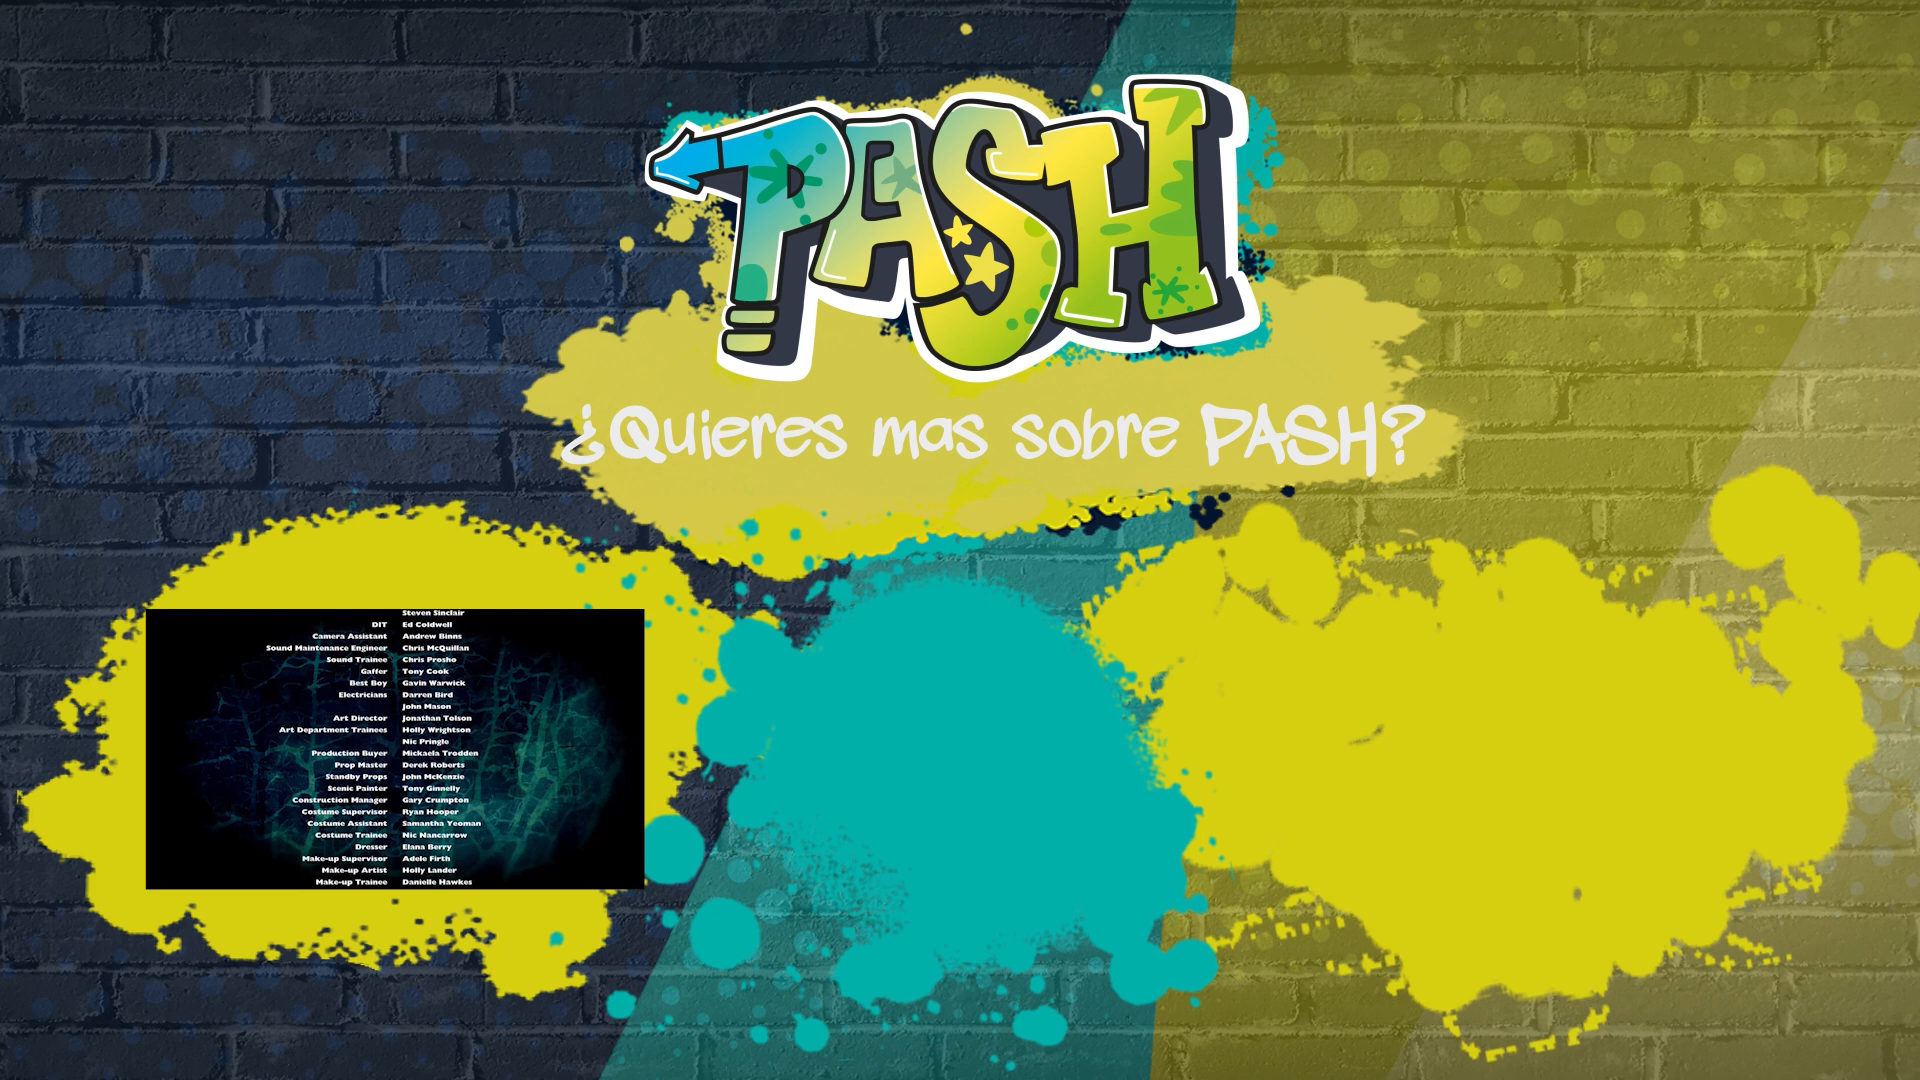 PASH
¿Quieres mas sobre PASH?
Steven Sinclair
DIT Ed Coldwell
Camera Assistant Andrew Binns
Sound Maintenance Engineer Chris McQuillan
Sound Trainee Chris Prosho
Gaffer Tony Cook
Best Boy Gavin Warwick
Electricians Darren Bird
John Mason
Art Director Jonathan Tolson
Art Department Trainees Holly Wrightson
Nic Pringle
Production Buyer Mickaela Trodden
Prop Master Derek Roberts
Standby Props John McKenzie
Scenic Painter Tony Ginnelly
Construction Manager Gary Crumpton
Costume Supervisor Ryan Hooper
Costume Assistant Samantha Yeoman
Costume Trainee Nic Nancarrow
Dresser Elana Berry
Make-up Supervisor Adele Firth
Make-up Artist Holly Lander
Make-up Trainee Danielle Hawkes